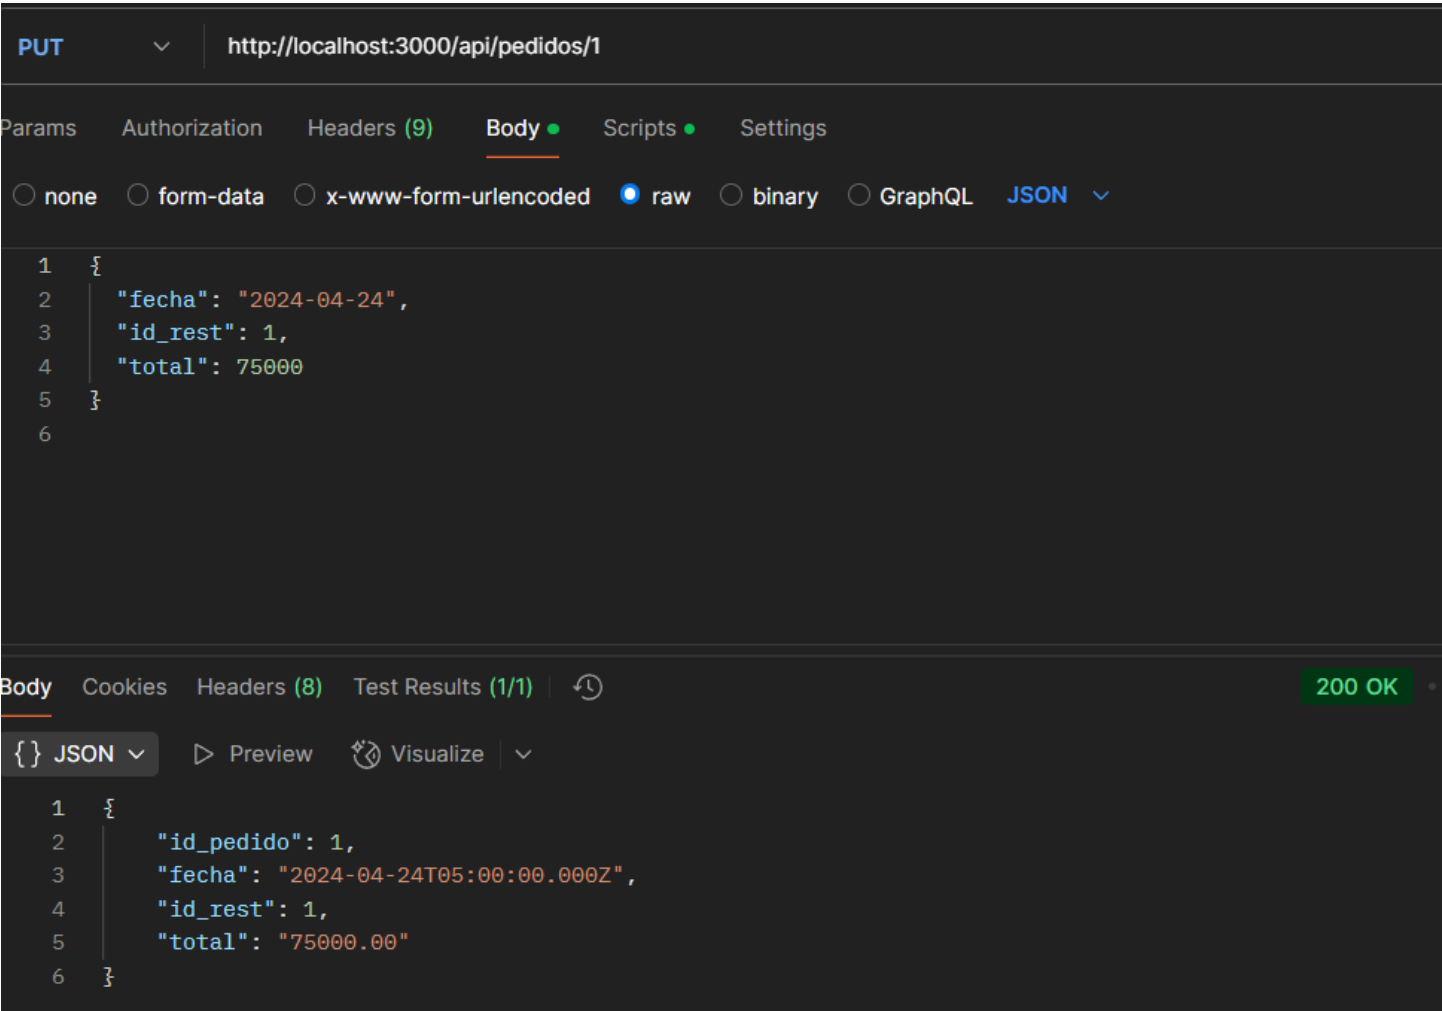 PUT http://localhost:3000/api/pedidos/1
Params Authorization Headers (9) Body Scripts Settings
none form-data x-www-form-urlencoded raw binary GraphQL JSON
1 {
2 "fecha": "2024-04-24",
3 "id_rest": 1,
4 "total": 75000
5 }
6
Body Cookies Headers (8) Test Results (1/1) 200 OK
{} JSON Preview Visualize
1 {
2 "id_pedido": 1,
3 "fecha": "2024-04-24T05:00:00.000Z",
4 "id_rest": 1,
5 "total": "75000.00"
6 }